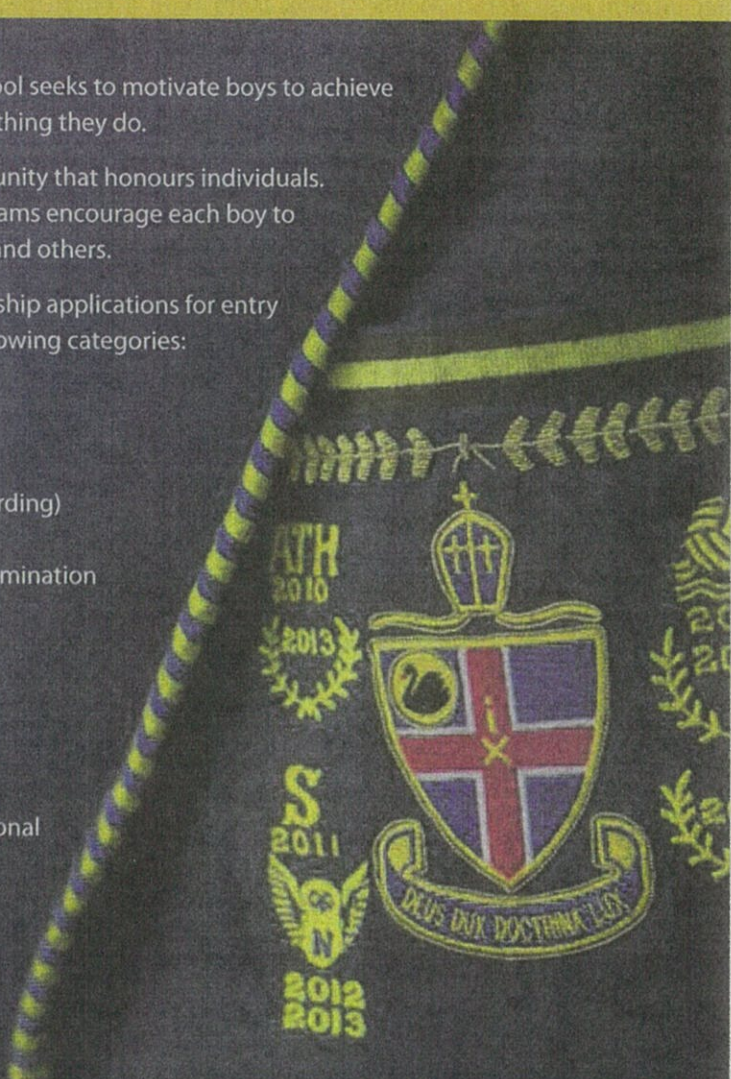 ol seeks to motivate boys to achieve
thing they do.
unity that honours individuals.
ams encourage each boy to
and others.
ship applications for entry
owing categories:
rding)
mination
onal
ATH
2010
2013
S
2011
N
2012
2013
i
X
DEUS DUX DOCTRINA LUX